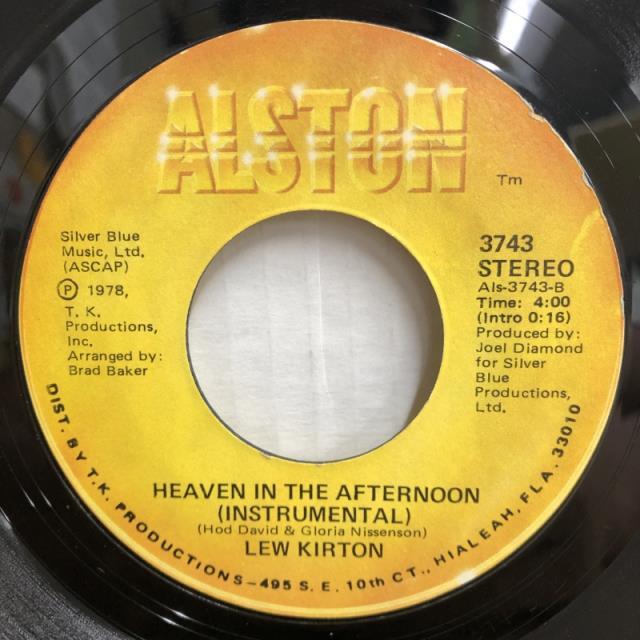 ALSTON
Tm
Silver Blue
Music, Ltd.
(ASCAP)
Ⓟ 1978,
T. K.
Productions,
Inc.
Arranged by:
Brad Baker
3743
STEREO
Als-3743-B
Time: 4:00
(Intro 0:16)
Produced by:
Joel Diamond
for Silver
Blue
Productions,
Ltd.
HEAVEN IN THE AFTERNOON
(INSTRUMENTAL)
(Hod David & Gloria Nissenson)
LEW KIRTON
DIST. BY T.K. PRODUCTIONS—495 S. E. 10th CT., HIALEAH, FLA. 33010